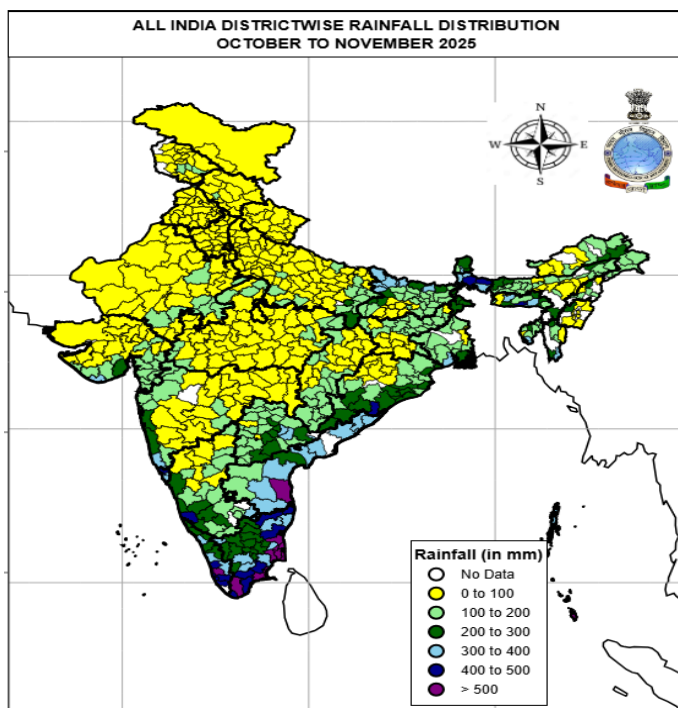 ALL INDIA DISTRICTWISE RAINFALL DISTRIBUTION
OCTOBER TO NOVEMBER 2025
N
W
E
S
Rainfall (in mm)
No Data
0 to 100
100 to 200
200 to 300
300 to 400
400 to 500
> 500